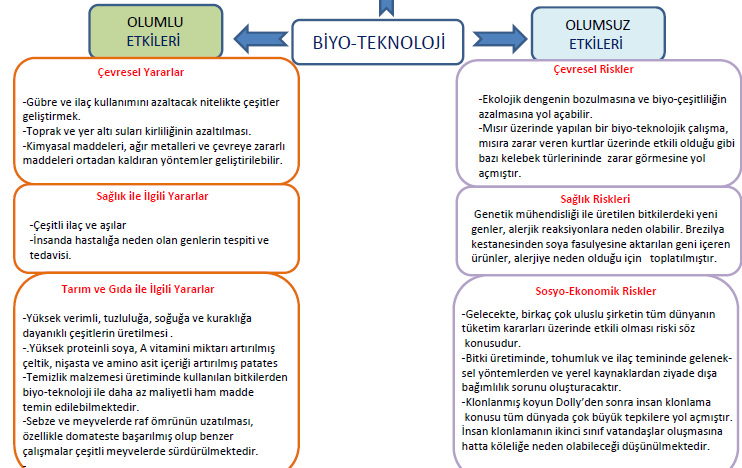 OLUMLU
ETKİLERİ
BİYO-TEKNOLOJİ
OLUMSUZ
ETKİLERİ
Çevresel Yararlar
-Gübre ve ilaç kullanımını azaltacak nitelikte çeşitler
geliştirmek.
-Toprak ve yer altı suları kirliliğinin azaltılması.
-Kimyasal maddeleri, ağır metalleri ve çevreye zararlı
maddeleri ortadan kaldıran yöntemler geliştirilebilir.
Sağlık ile İlgili Yararlar
-Çeşitli ilaç ve aşılar
-İnsanda hastalığa neden olan genlerin tespiti ve
tedavisi.
Tarım ve Gıda ile İlgili Yararlar
-Yüksek verimli, tuzluluğa, soğuğa ve kuraklığa
dayanıklı çeşitlerin üretilmesi .
-.Yüksek proteinli soya, A vitamini miktarı artırılmış
çeltik, nişasta ve amino asit içeriği artırılmış patates
-Temizlik malzemesi üretiminde kullanılan bitkilerden
biyo-teknoloji ile daha az maliyetli ham madde
temin edilebilmektedir.
-Sebze ve meyvelerde raf ömrünün uzatılması,
özellikle domateste başarılmış olup benzer
çalışmalar çeşitli meyvelerde sürdürülmektedir.
Çevresel Riskler
-Ekolojik dengenin bozulmasına ve biyo-çeşitliliğin
azalmasına yol açabilir.
-Mısır üzerinde yapılan bir biyo-teknolojik çalışma,
mısıra zarar veren kurtlar üzerinde etkili olduğu gibi
bazı kelebek türlerininde zarar görmesine yol
açmıştır.
Sağlık Riskleri
Genetik mühendisliği ile üretilen bitkilerdeki yeni
genler, alerjik reaksiyonlara neden olabilir. Brezilya
kestanesinden soya fasulyesine aktarılan geni içeren
ürünler, alerjiye neden olduğu için toplatılmıştır.
Sosyo-Ekonomik Riskler
-Gelecekte, birkaç çok uluslu şirketin tüm dünyanın
tüketim kararları üzerinde etkili olması riski söz
konusudur.
-Bitki üretiminde, tohumluk ve ilaç temininde gelenek-
sel yöntemlerden ve yerel kaynaklardan ziyade dışa
bağımlılık sorunu oluşturacaktır.
-Klonlanmış koyun Dolly'den sonra insan klonlama
konusu tüm dünyada çok büyük tepkilere yol açmıştır.
İnsan klonlamanın ikinci sınıf vatandaşlar oluşmasına
hatta köleliğe neden olabileceği düşünülmektedir.